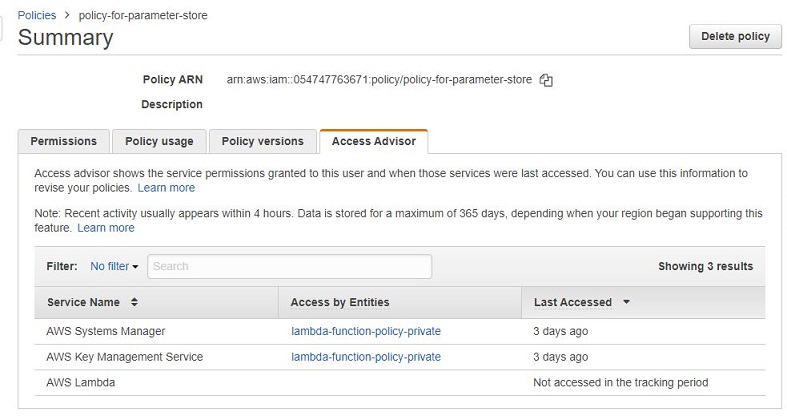 Policies > policy-for-parameter-store
Summary
Delete policy
Policy ARN arn:aws:iam::054747763671:policy/policy-for-parameter-store
Description
Permissions Policy usage Policy versions Access Advisor
Access advisor shows the service permissions granted to this user and when those services were last accessed. You can use this information to
revise your policies. Learn more
Note: Recent activity usually appears within 4 hours. Data is stored for a maximum of 365 days, depending when your region began supporting this
feature. Learn more
Filter: No filter Search Showing 3 results
Service Name Access by Entities Last Accessed
AWS Systems Manager lambda-function-policy-private 3 days ago
AWS Key Management Service lambda-function-policy-private 3 days ago
AWS Lambda Not accessed in the tracking period